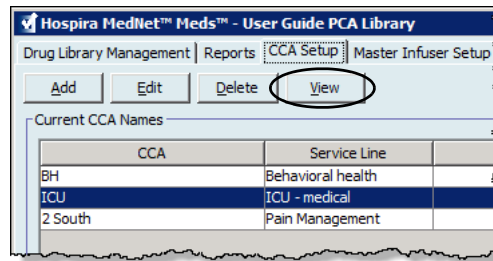 Hospira MedNet™ Meds™ - User Guide PCA Library
Drug Library Management Reports CCA Setup Master Infuser Setup
Add Edit Delete View
Current CCA Names
CCA Service Line
BH Behavioral health
ICU ICU - medical
2 South Pain Management